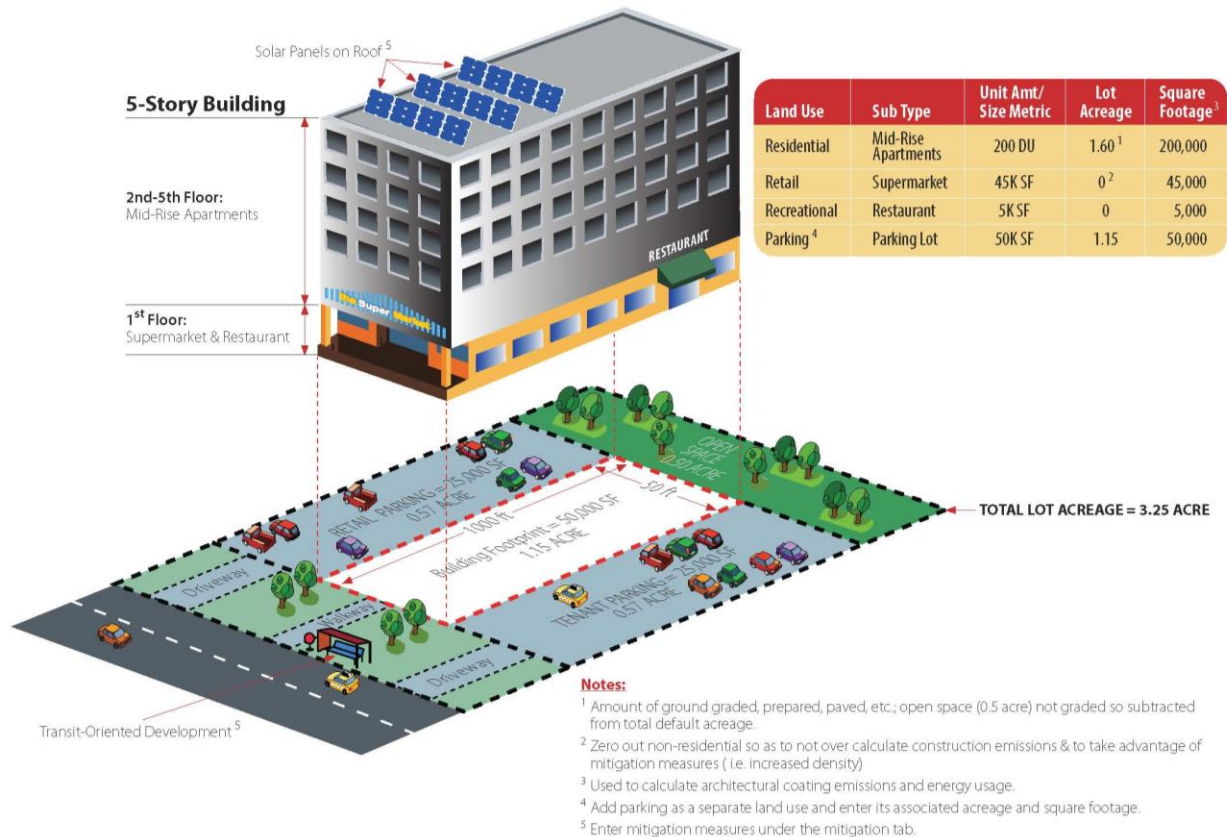 Solar Panels on Roof 5
5-Story Building
2nd-5th Floor:
Mid-Rise Apartments
1st Floor:
Supermarket & Restaurant
RESTAURANT
the Super Market
Land Use Sub Type Unit Amt/ Size Metric Lot Acreage Square Footage3
Residential Mid-Rise Apartments 200 DU 1.60 1 200,000
Retail Supermarket 45K SF 0 2 45,000
Recreational Restaurant 5K SF 0 5,000
Parking 4 Parking Lot 50K SF 1.15 50,000
OPEN
SPACE
0.50 ACRE
50 ft
1000 ft
RETAIL PARKING = 25,000 SF
0.57 ACRE
Building Footprint = 50,000 SF
1.15 ACRE
TENANT PARKING = 25,000 SF
0.57 ACRE
TOTAL LOT ACREAGE = 3.25 ACRE
Driveway
Walkway
Driveway
Transit-Oriented Development 5
Notes:
1 Amount of ground graded, prepared, paved, etc.; open space (0.5 acre) not graded so subtracted
from total default acreage.
2 Zero out non-residential so as to not over calculate construction emissions & to take advantage of
mitigation measures ( i.e. increased density)
3 Used to calculate architectural coating emissions and energy usage.
4 Add parking as a separate land use and enter its associated acreage and square footage.
5 Enter mitigation measures under the mitigation tab.